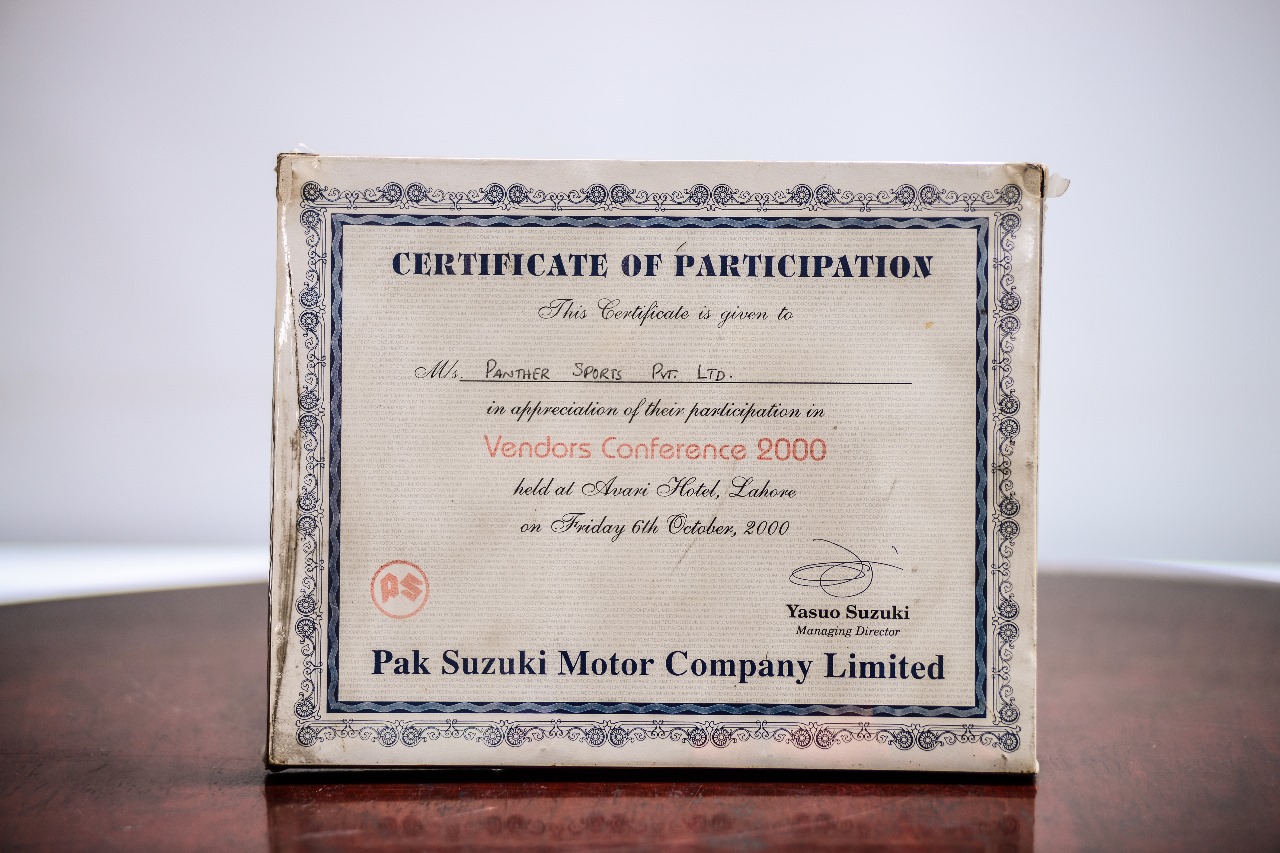 CERTIFICATE OF PARTICIPATION
This Certificate is given to
M/s. PANTHER SPORTS PVT. LTD.
in appreciation of their participation in
Vendors Conference 2000
held at Avari Hotel, Lahore
on Friday 6th October, 2000
PS
Yasuo Suzuki
Managing Director
Pak Suzuki Motor Company Limited